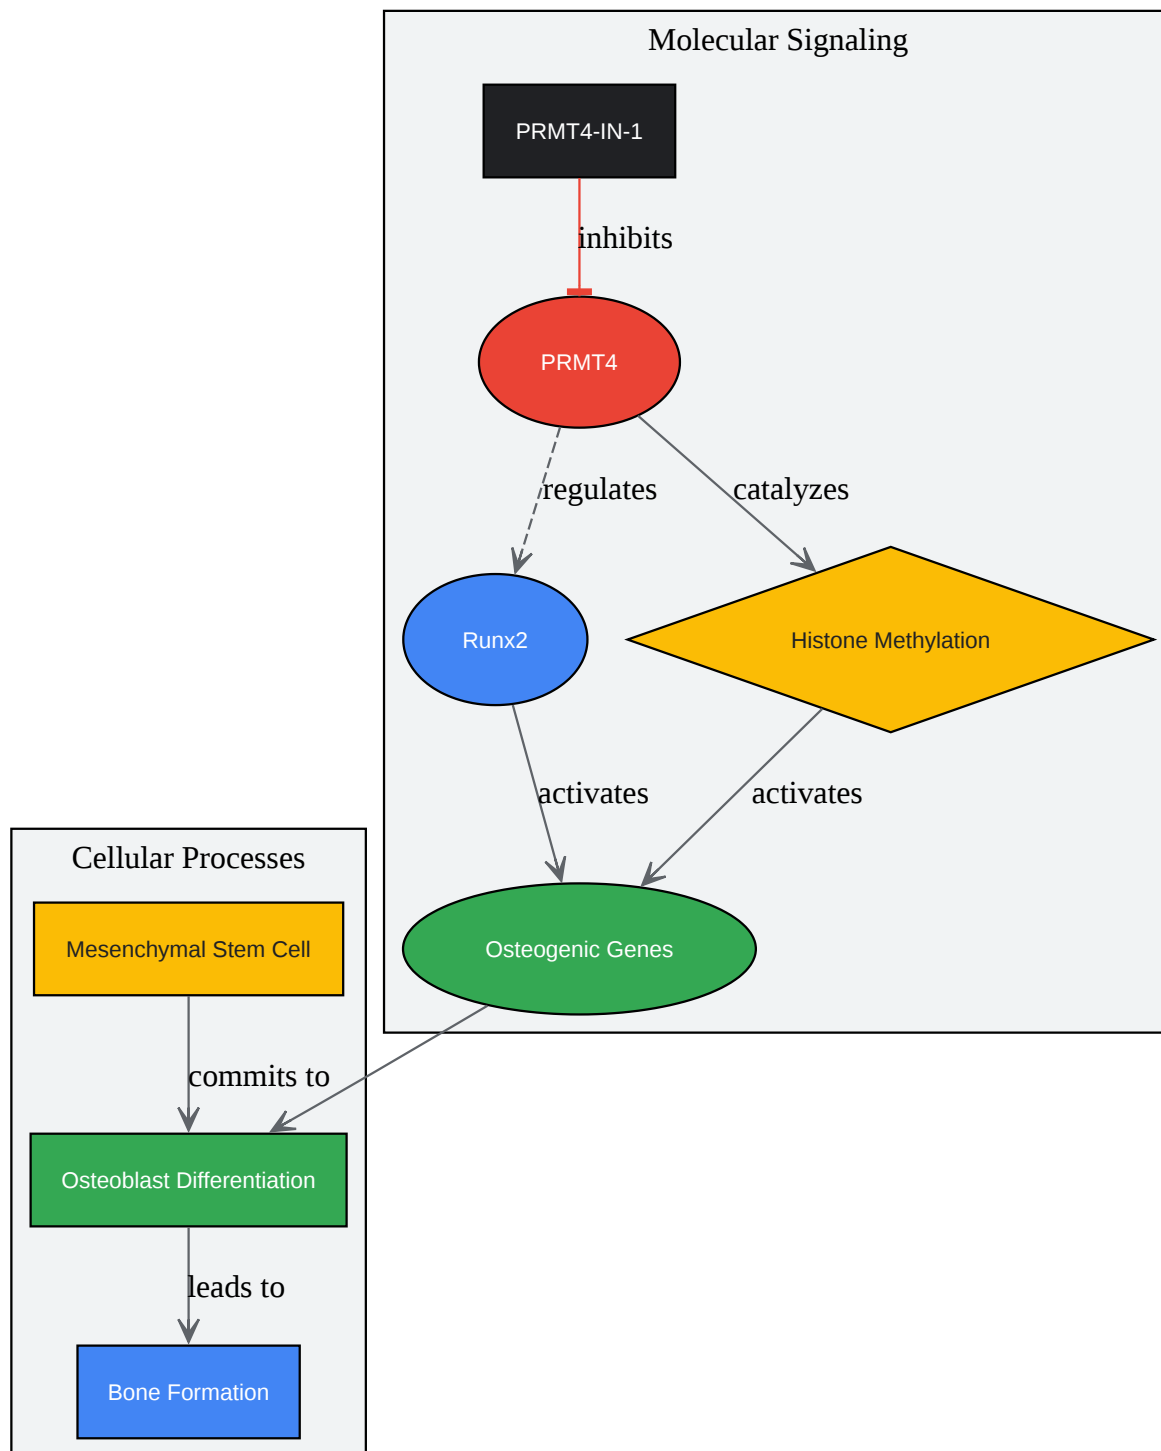 Molecular Signaling
PRMT4-IN-1
inhibits
PRMT4
regulates
catalyzes
Runx2
Histone Methylation
activates
activates
Osteogenic Genes
Cellular Processes
Mesenchymal Stem Cell
commits to
Osteoblast Differentiation
leads to
Bone Formation